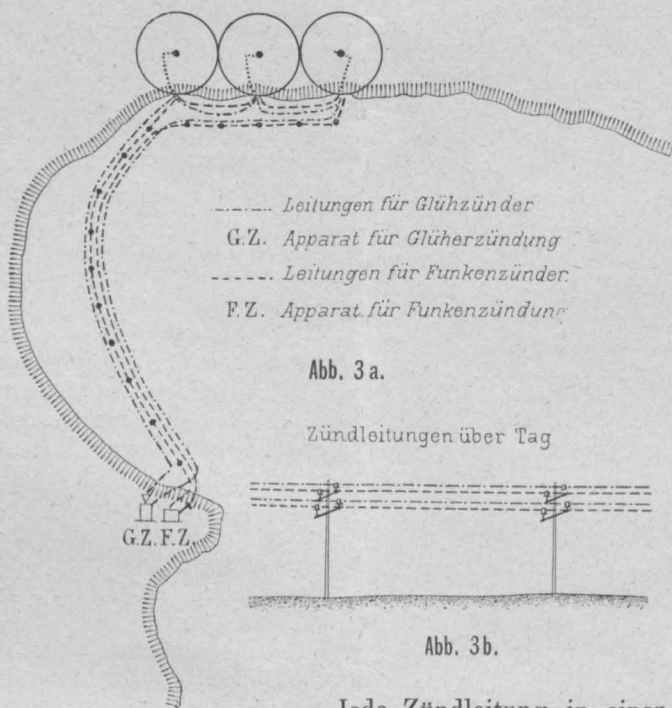 Leitungen für Glühzünder
G.Z. Apparat für Glüherzündung
Leitungen für Funkenzünder.
F.Z. Apparat für Funkenzündung
Abb. 3a.
Zündleitungen über Tag
G.Z. F.Z.
Abb. 3b.
Jede Zündleitung in einer